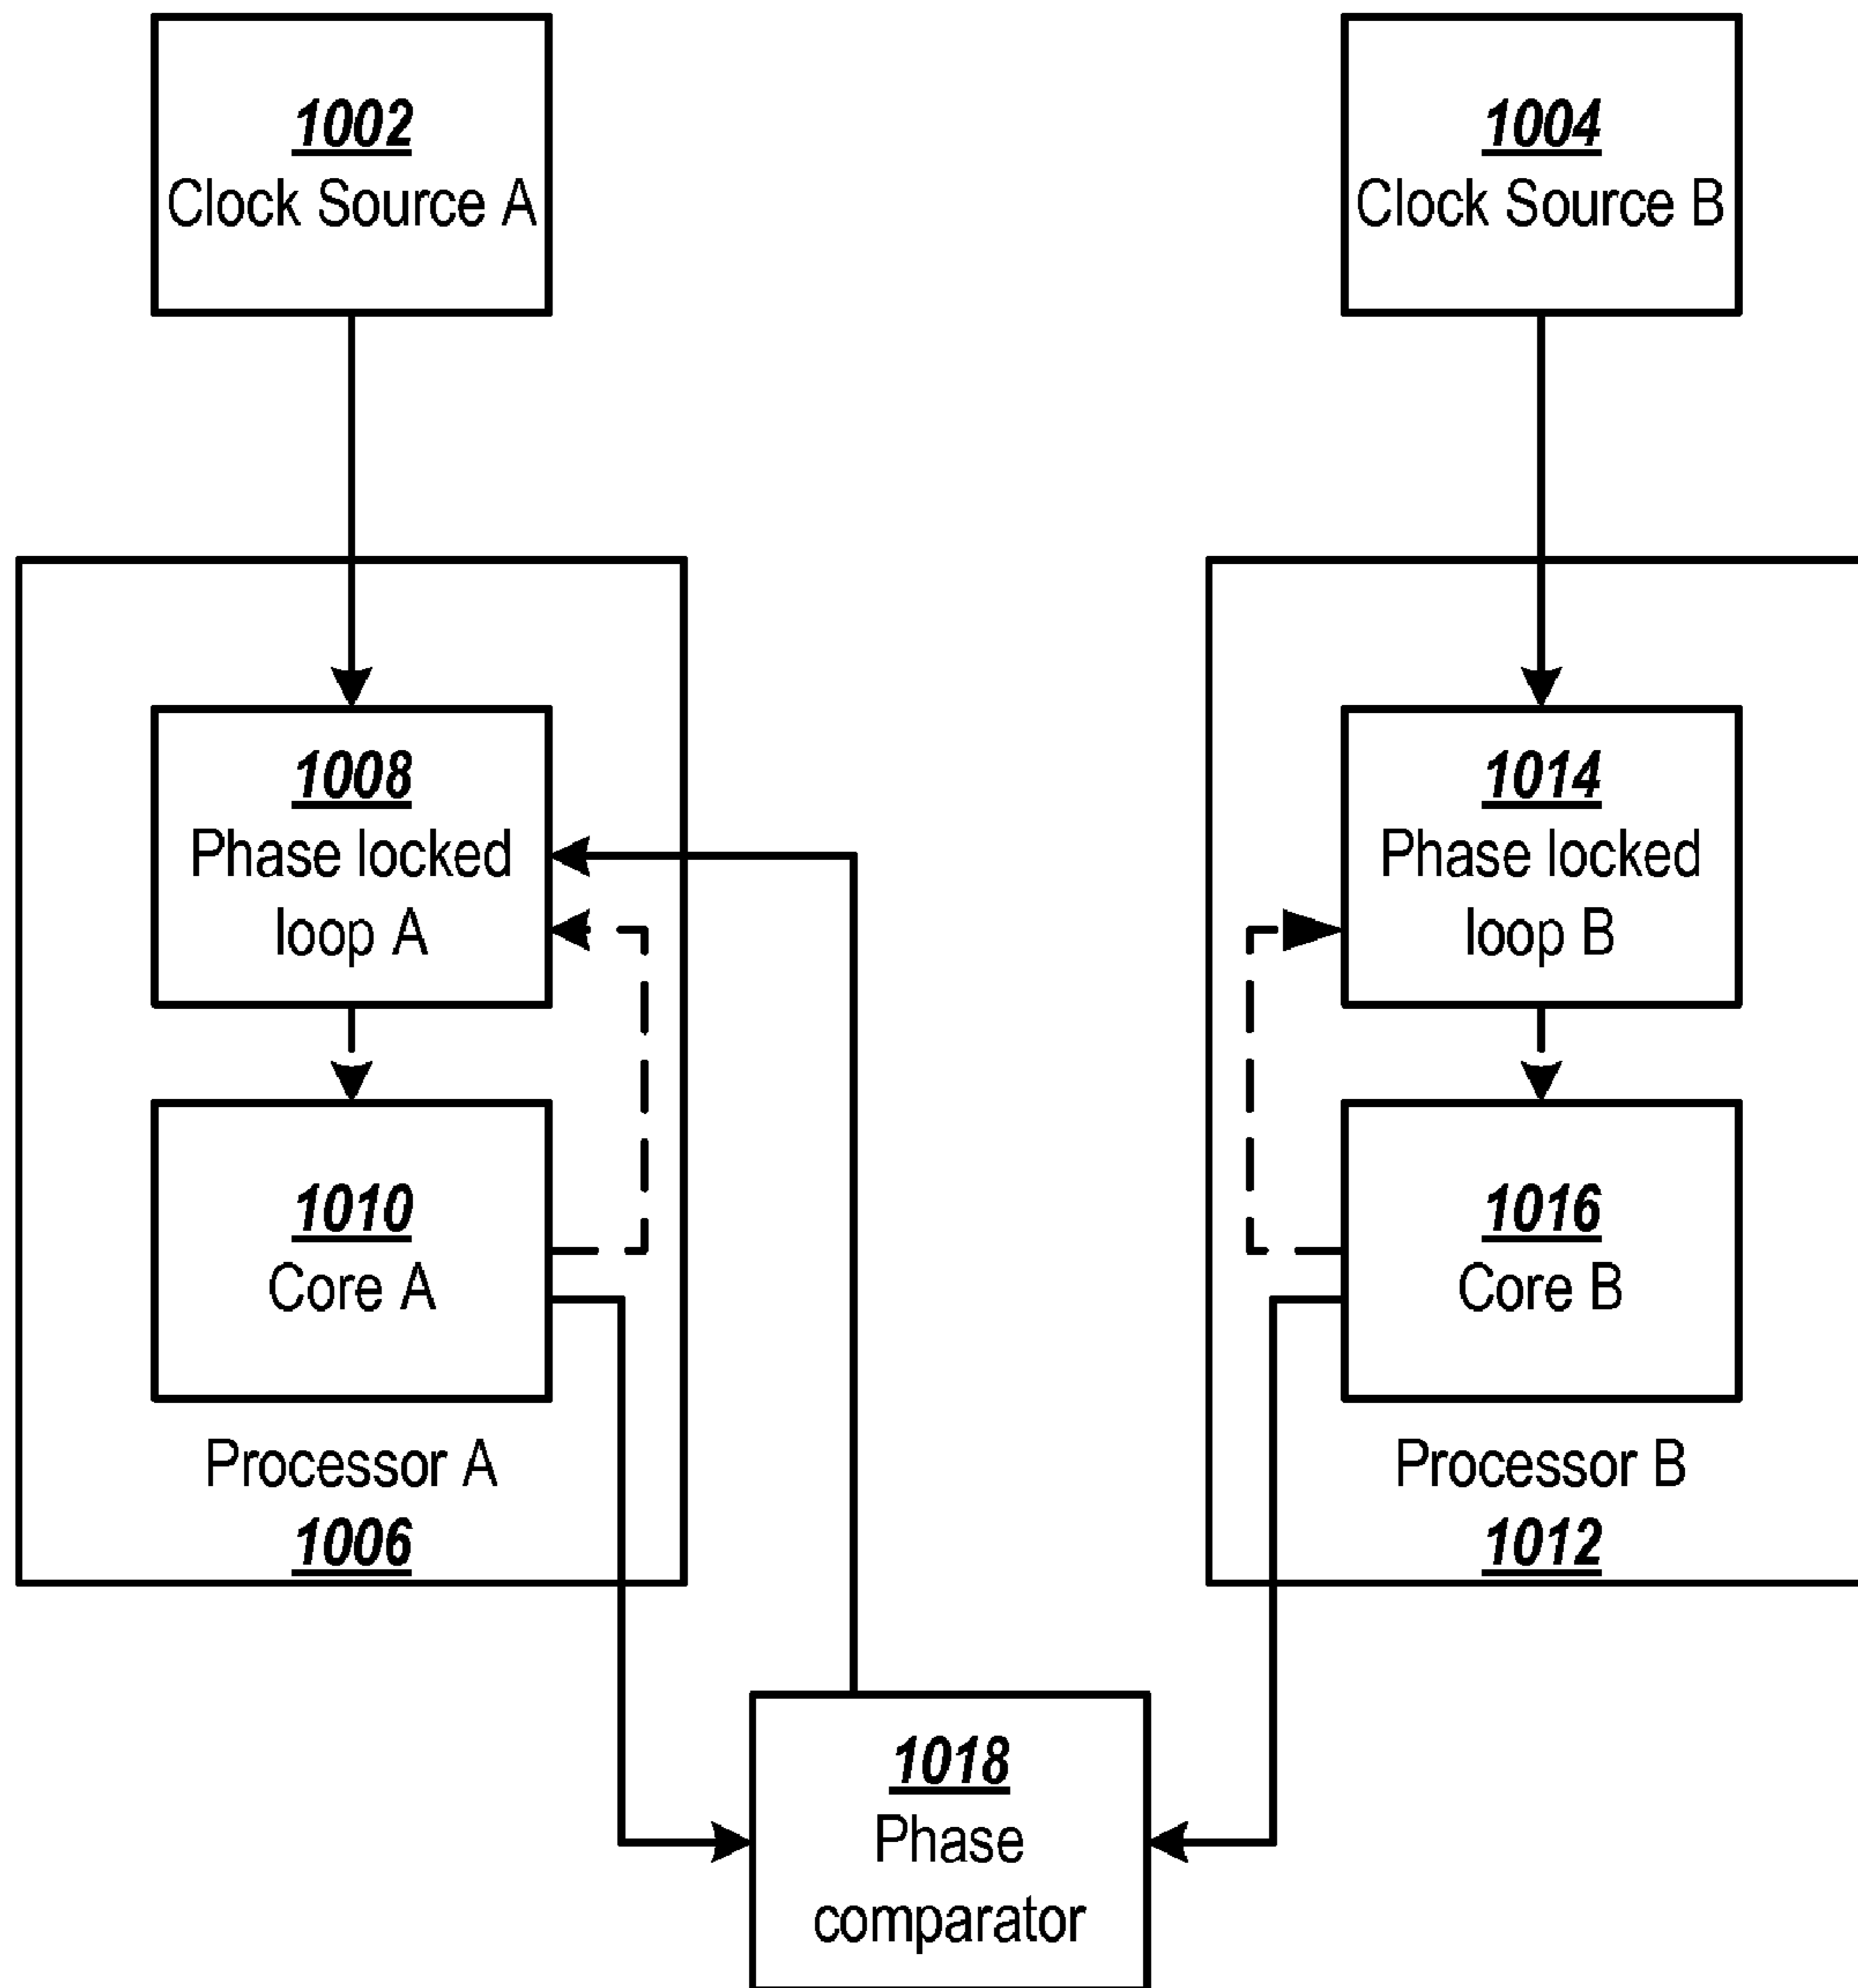 1002
Clock Source A
1004
Clock Source B
1008
Phase locked
loop A
1014
Phase locked
loop B
1010
Core A
1016
Core B
Processor A
1006
Processor B
1012
1018
Phase
comparator